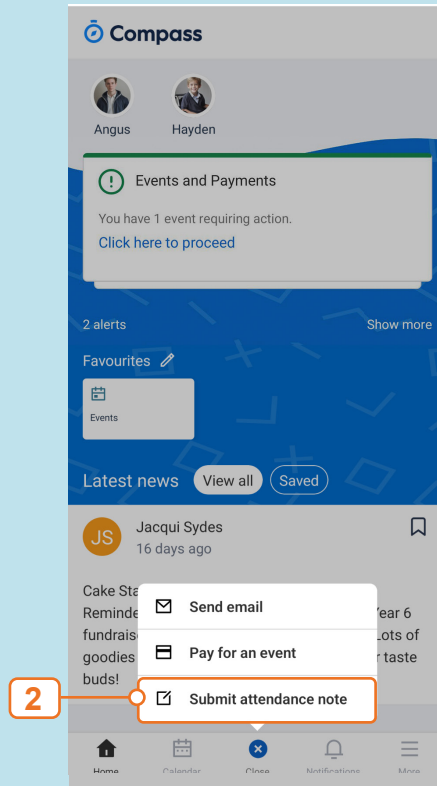 Compass
Angus Hayden
Events and Payments
You have 1 event requiring action.
Click here to proceed
2 alerts Show more
Favourites
Events
Latest news View all Saved
JS Jacqui Sydes
16 days ago
Cake Sta
Reminde ear 6
fundraise Lots of
goodies r taste
buds!
Send email
Pay for an event
2 Submit attendance note
Home Calendar Close Notifications More